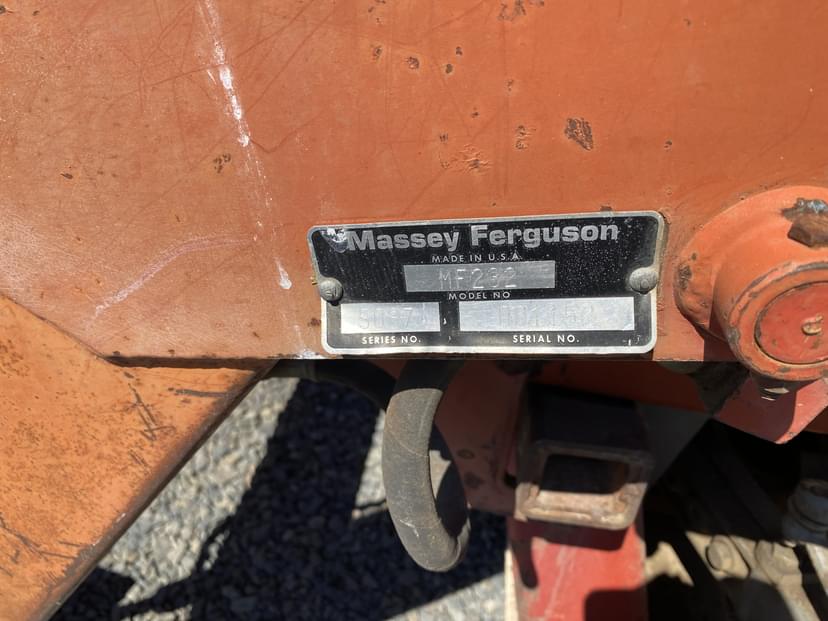 Massey Ferguson
MADE IN U.S.A.
MF232
MODEL NO
SERIES NO. SERIAL NO.